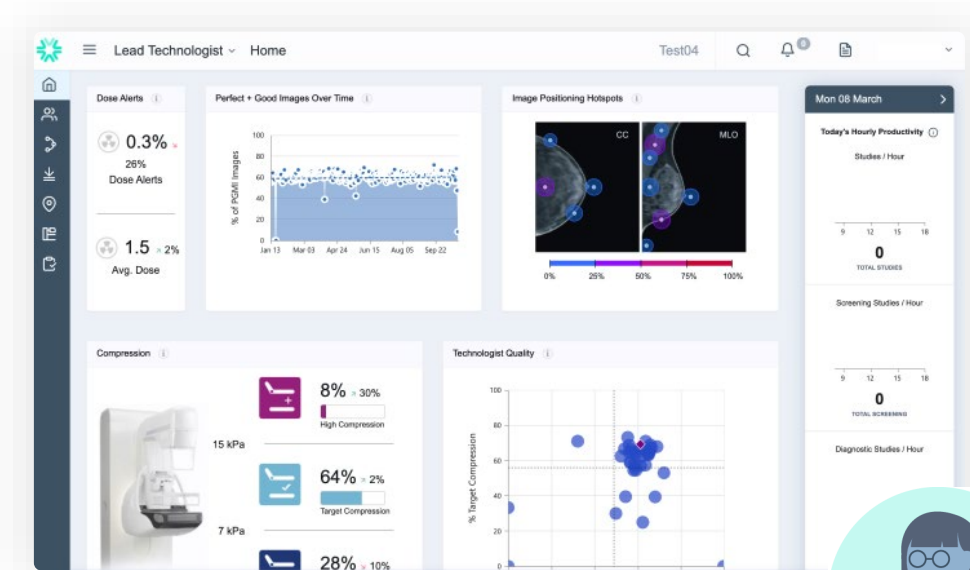 Lead Technologist Home
Test04
0
Dose Alerts
0.3%
26%
Dose Alerts
1.5 2%
Avg. Dose
Perfect + Good Images Over Time
% of PGMI Images
100
80
60
40
20
0
Jan 13 Mar 03 Apr 24 Jun 15 Aug 05 Sep 22
Image Positioning Hotspots
CC
MLO
0% 25% 50% 75% 100%
Mon 08 March
Today's Hourly Productivity
Studies / Hour
9 12 15 18
0
TOTAL STUDIES
Screening Studies / Hour
9 12 15 18
0
TOTAL SCREENING
Diagnostic Studies / Hour
Compression
15 kPa
7 kPa
8% 30%
High Compression
64% 2%
Target Compression
28% 10%
Technologist Quality
% Target Compression
100
80
60
40
20
0